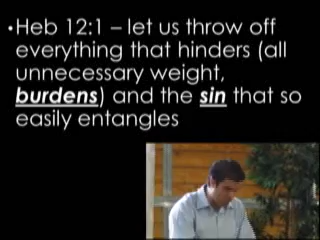 • Heb 12:1 – let us throw off
everything that hinders (all
unnecessary weight,
burdens) and the sin that so
easily entangles